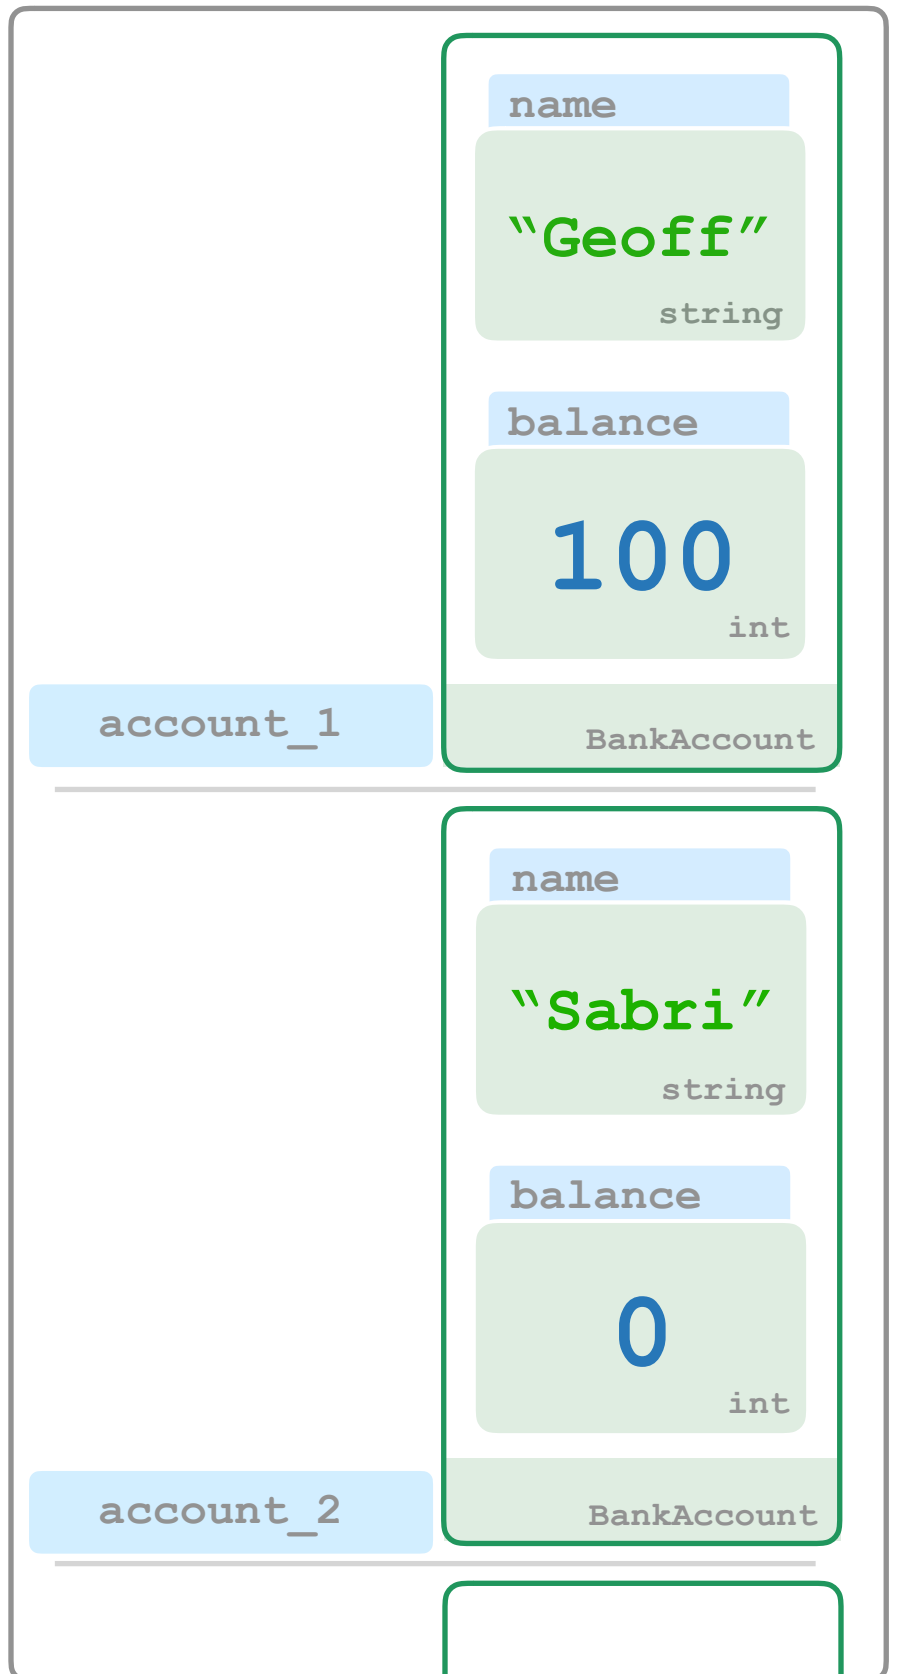 name
“Geoff”
string
balance
100
int
account_1
BankAccount
name
“Sabri”
string
balance
0
int
account_2
BankAccount